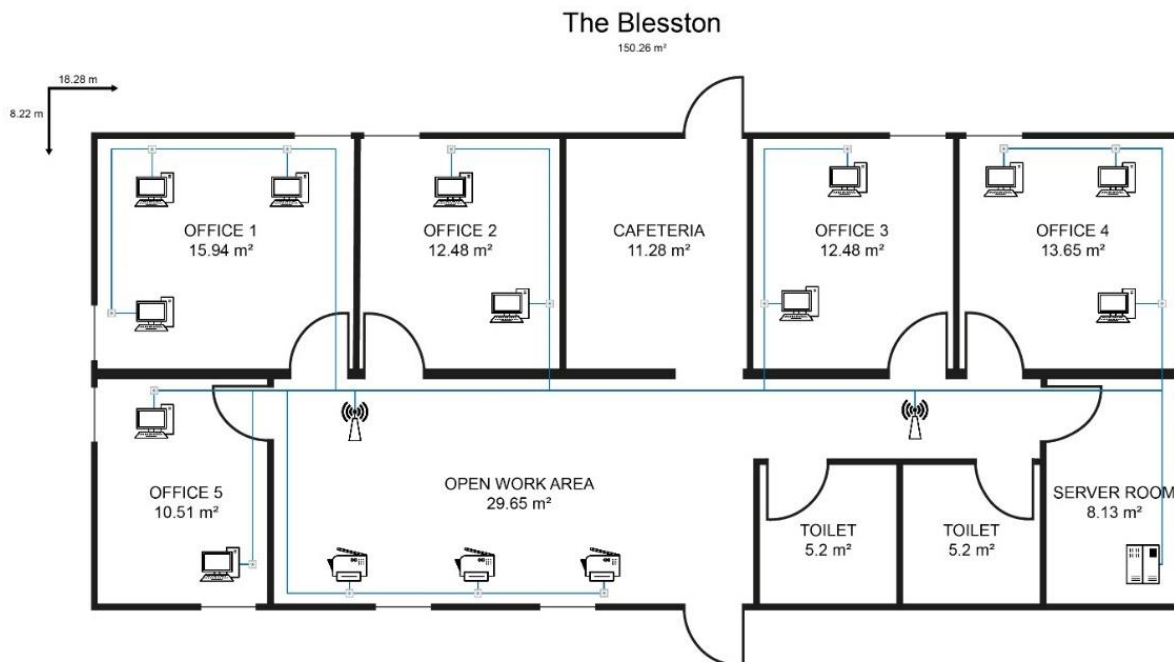 The Blesston
150.26 m²
18.28 m
8.22 m
OFFICE 1
15.94 m²
OFFICE 2
12.48 m²
CAFETERIA
11.28 m²
OFFICE 3
12.48 m²
OFFICE 4
13.65 m²
OFFICE 5
10.51 m²
OPEN WORK AREA
29.65 m²
TOILET
5.2 m²
TOILET
5.2 m²
SERVER ROOM
8.13 m²